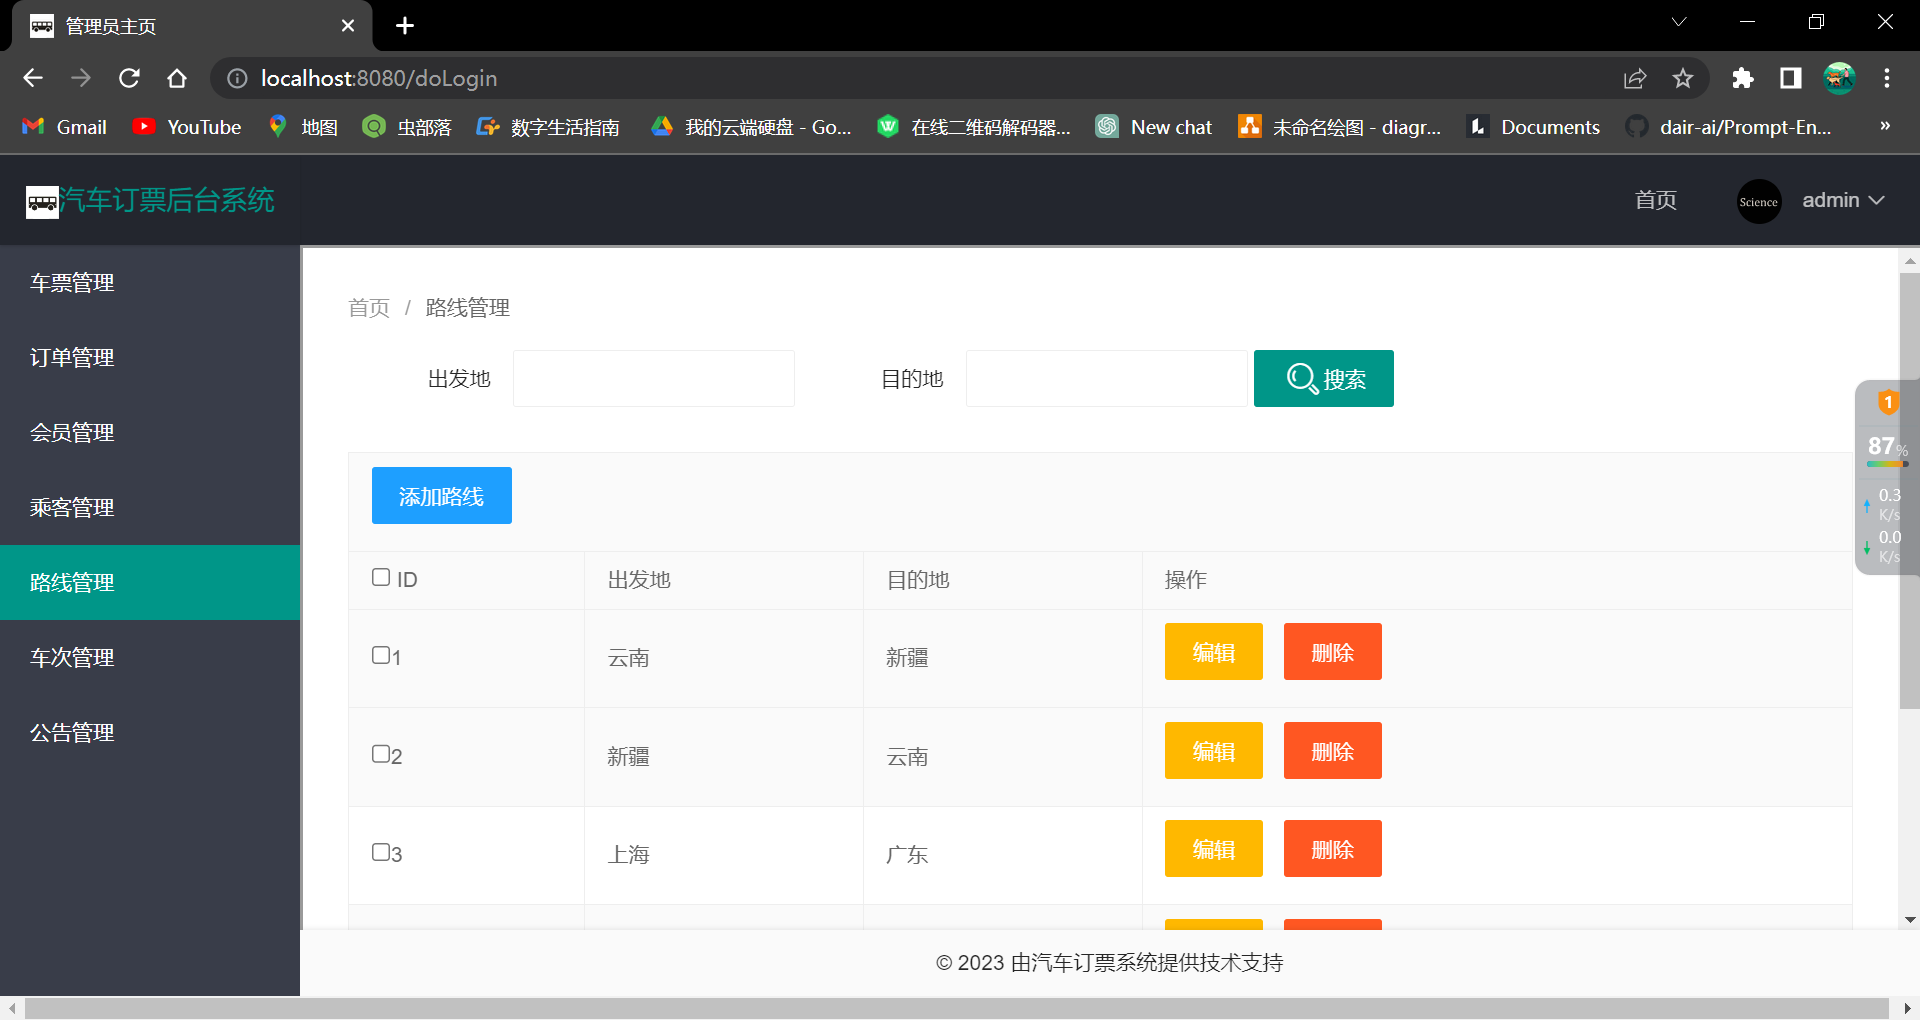 管理员主页
localhost:8080/doLogin
Gmail YouTube 地图 虫部落 数字生活指南 我的云端硬盘 - Go... 在线二维码解码器... New chat 未命名绘图 - diagr... Documents dair-ai/Prompt-En... »
汽车订票后台系统 首页 Science admin
车票管理
订单管理
会员管理
乘客管理
路线管理
车次管理
公告管理
首页 / 路线管理
出发地 目的地 搜索
添加路线
ID 出发地 目的地 操作
1 云南 新疆 编辑 删除
2 新疆 云南 编辑 删除
3 上海 广东 编辑 删除
© 2023 由汽车订票系统提供技术支持
1
87%
0.3
K/s
0.0
K/s